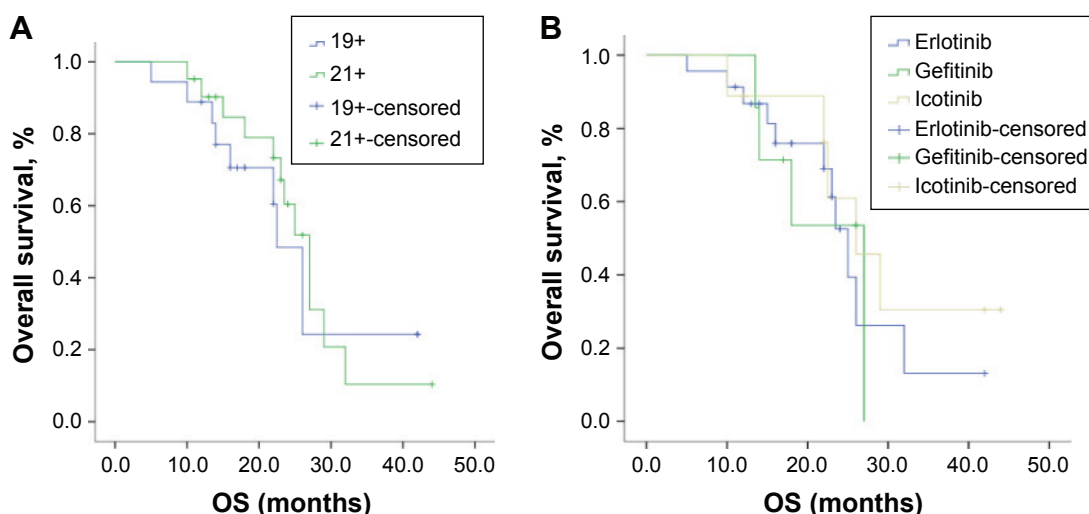 A
19+
21+
19+-censored
21+-censored
1.0
0.8
0.6
0.4
0.2
0.0
Overall survival, %
0.0 10.0 20.0 30.0 40.0 50.0
OS (months)
B
Erlotinib
Gefitinib
Icotinib
Erlotinib-censored
Gefitinib-censored
Icotinib-censored
1.0
0.8
0.6
0.4
0.2
0.0
Overall survival, %
0.0 10.0 20.0 30.0 40.0 50.0
OS (months)